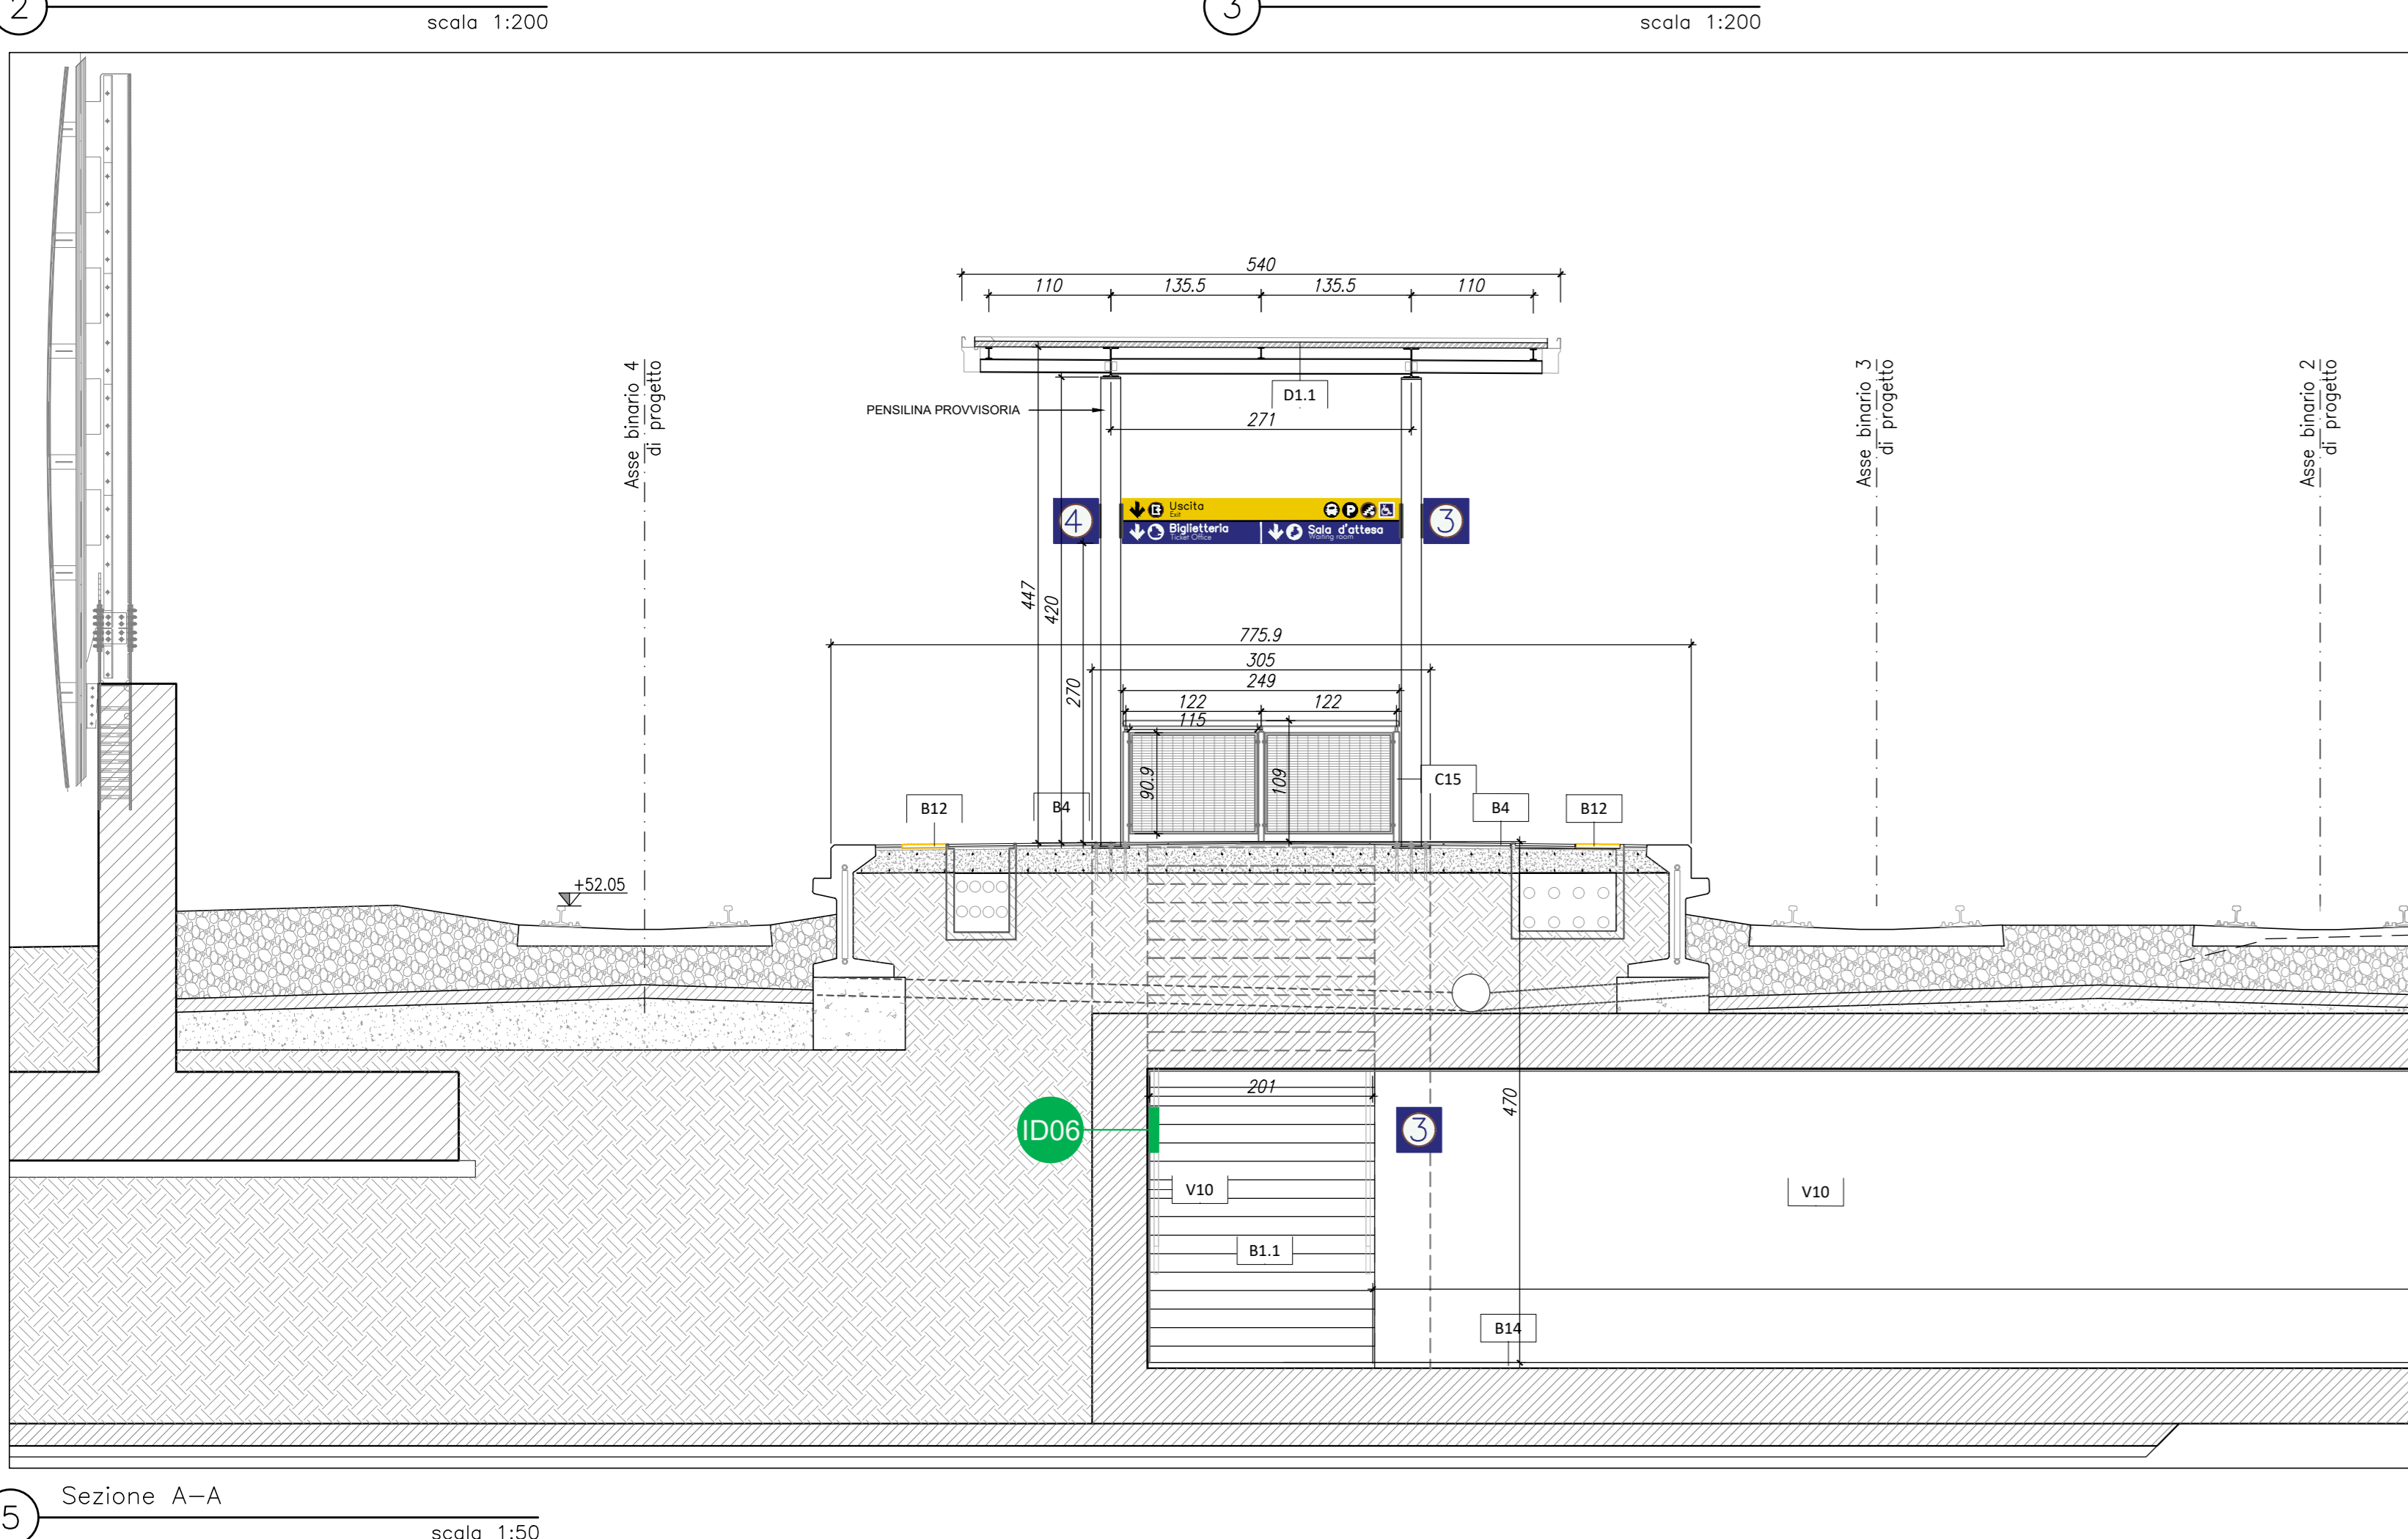 2
scala 1:200
3
scala 1:200
540
110
135.5
135.5
110
D1.1
PENSILINA PROVVISORIA
271
Asse binario 4
di progetto
Asse binario 3
di progetto
Asse binario 2
di progetto
4
Uscita
Exit
P
Biglietteria
Ticket Office
Sala d'attesa
Waiting room
3
447
420
270
775.9
305
249
122
122
115
90.9
109
C15
B12
B4
B4
B12
+52.05
201
470
ID06
3
V10
V10
B1.1
B14
5
Sezione A-A
scala 1:50